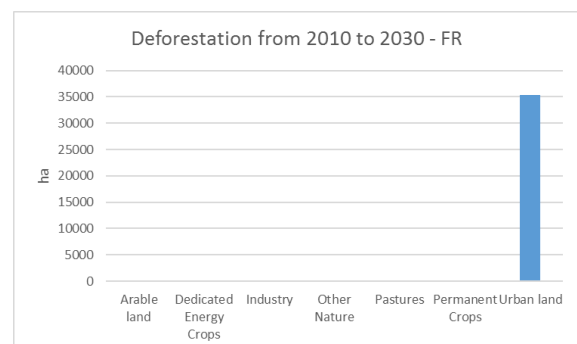 Deforestation from 2010 to 2030 - FR
40000
35000
30000
25000
20000
15000
10000
5000
0
ha
Arable land
Dedicated Energy Crops
Industry
Other Nature
Pastures
Permanent Crops
Urban land